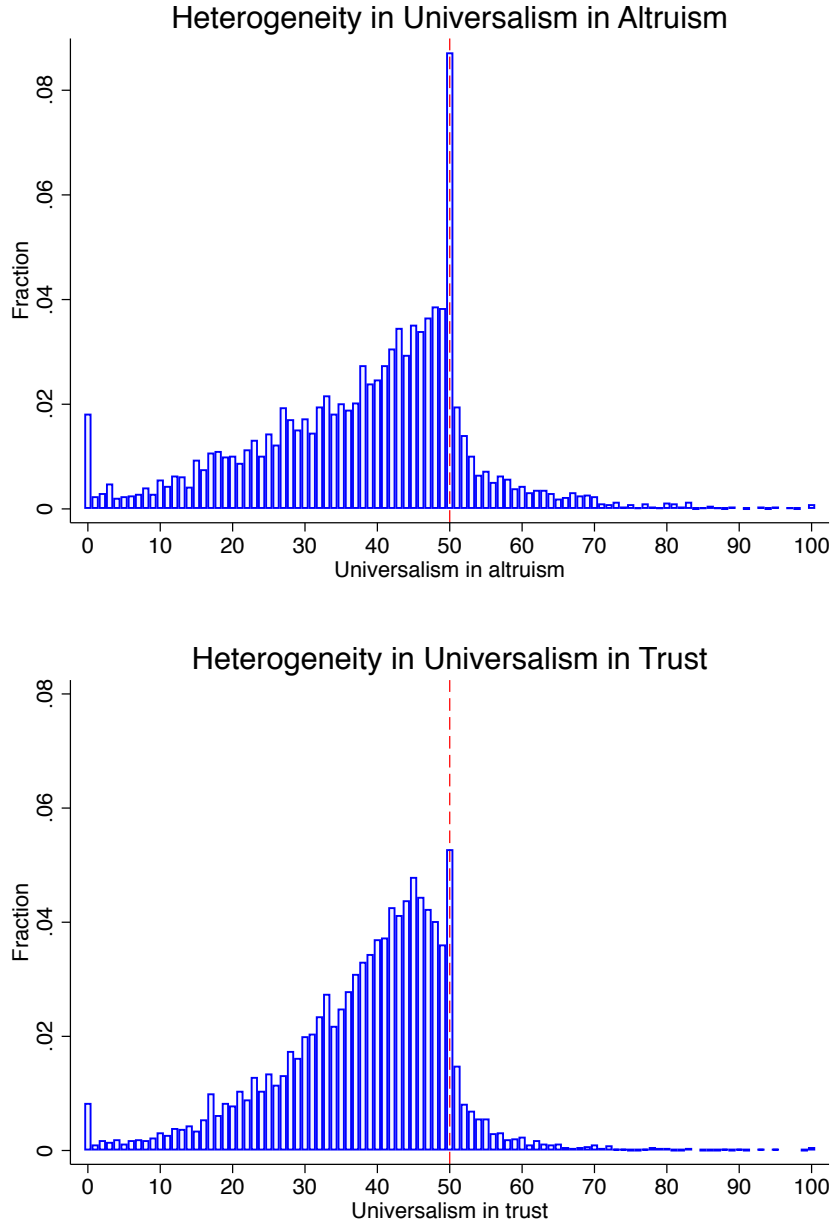 Heterogeneity in Universalism in Altruism
.08
.06
.04
.02
0
Fraction
0 10 20 30 40 50 60 70 80 90 100
Universalism in altruism
Heterogeneity in Universalism in Trust
.08
.06
.04
.02
0
Fraction
0 10 20 30 40 50 60 70 80 90 100
Universalism in trust